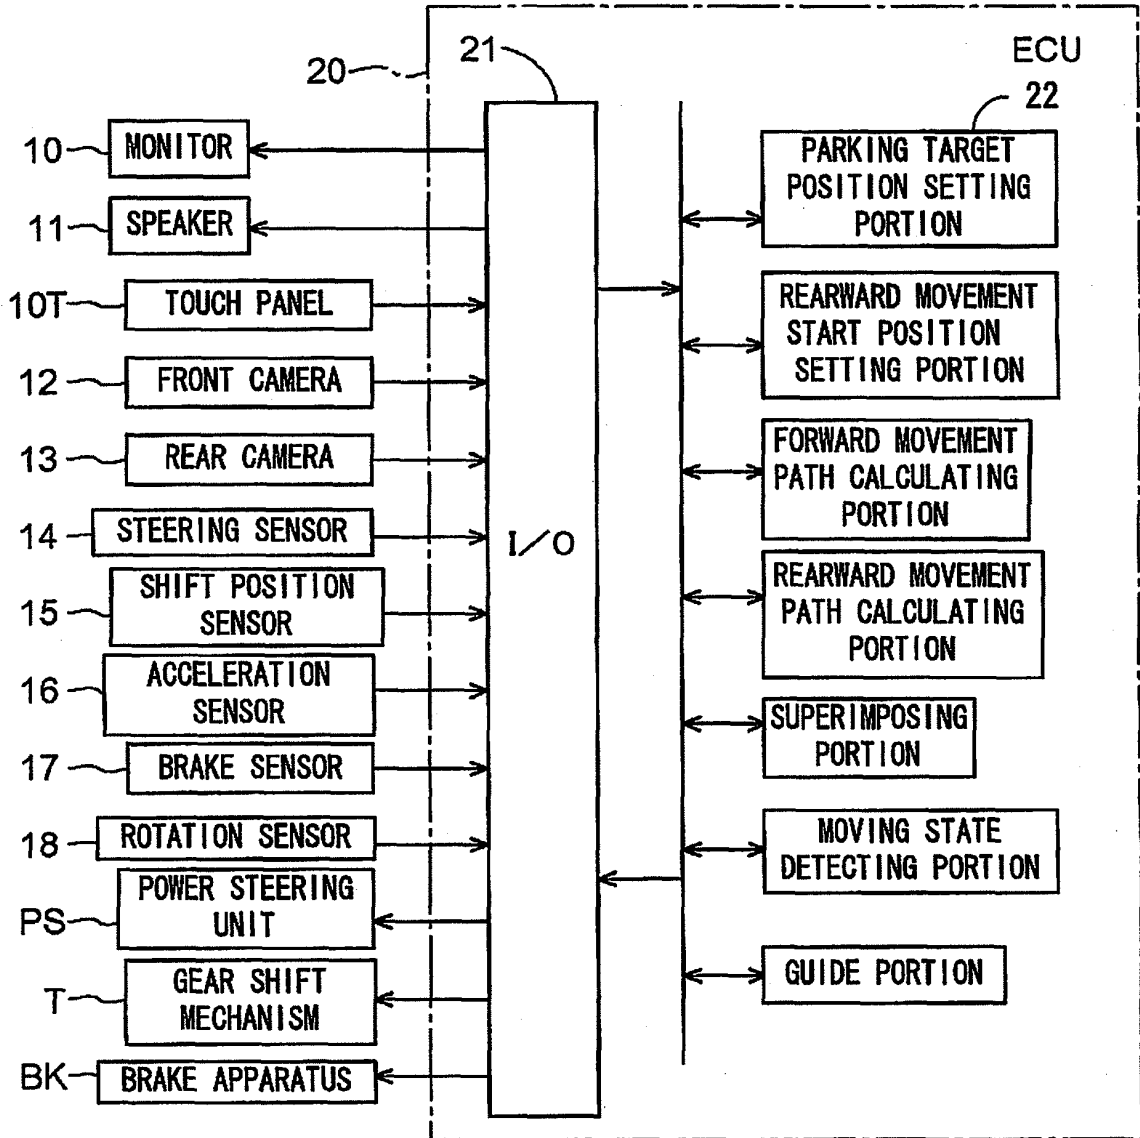 ECU
20
21
22
10
MONITOR
11
SPEAKER
10T
TOUCH PANEL
12
FRONT CAMERA
13
REAR CAMERA
14
STEERING SENSOR
15
SHIFT POSITION
SENSOR
16
ACCELERATION
SENSOR
17
BRAKE SENSOR
18
ROTATION SENSOR
PS
POWER STEERING
UNIT
T
GEAR SHIFT
MECHANISM
BK
BRAKE APPARATUS
I/O
PARKING TARGET
POSITION SETTING
PORTION
REARWARD MOVEMENT
START POSITION
SETTING PORTION
FORWARD MOVEMENT
PATH CALCULATING
PORTION
REARWARD MOVEMENT
PATH CALCULATING
PORTION
SUPERIMPOSING
PORTION
MOVING STATE
DETECTING PORTION
GUIDE PORTION